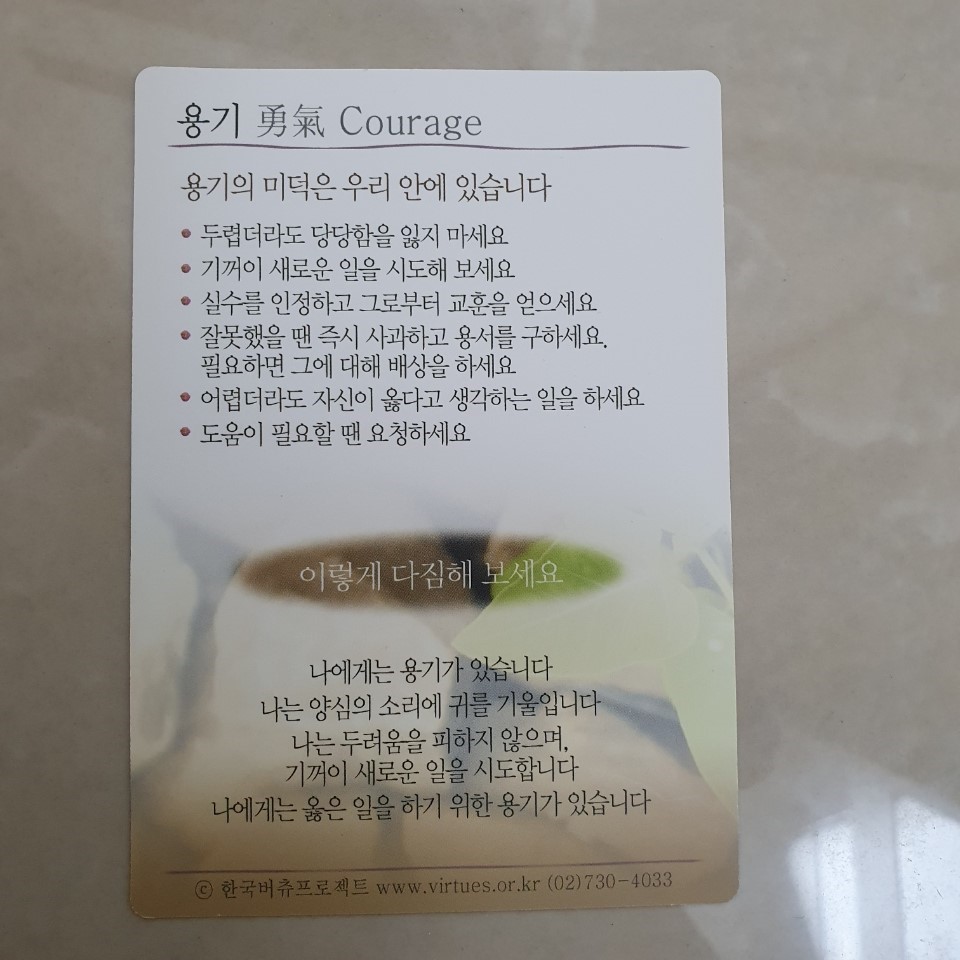 용기 勇氣 Courage
용기의 미덕은 우리 안에 있습니다
• 두렵더라도 당당함을 잃지 마세요
• 기꺼이 새로운 일을 시도해 보세요
• 실수를 인정하고 그로부터 교훈을 얻으세요
• 잘못했을 땐 즉시 사과하고 용서를 구하세요.
필요하면 그에 대해 배상을 하세요
• 어렵더라도 자신이 옳다고 생각하는 일을 하세요
• 도움이 필요할 땐 요청하세요
이렇게 다짐해 보세요
나에게는 용기가 있습니다
나는 양심의 소리에 귀를 기울입니다
나는 두려움을 피하지 않으며,
기꺼이 새로운 일을 시도합니다
나에게는 옳은 일을 하기 위한 용기가 있습니다
ⓒ 한국버츄프로젝트 www.virtues.or.kr (02)730-4033